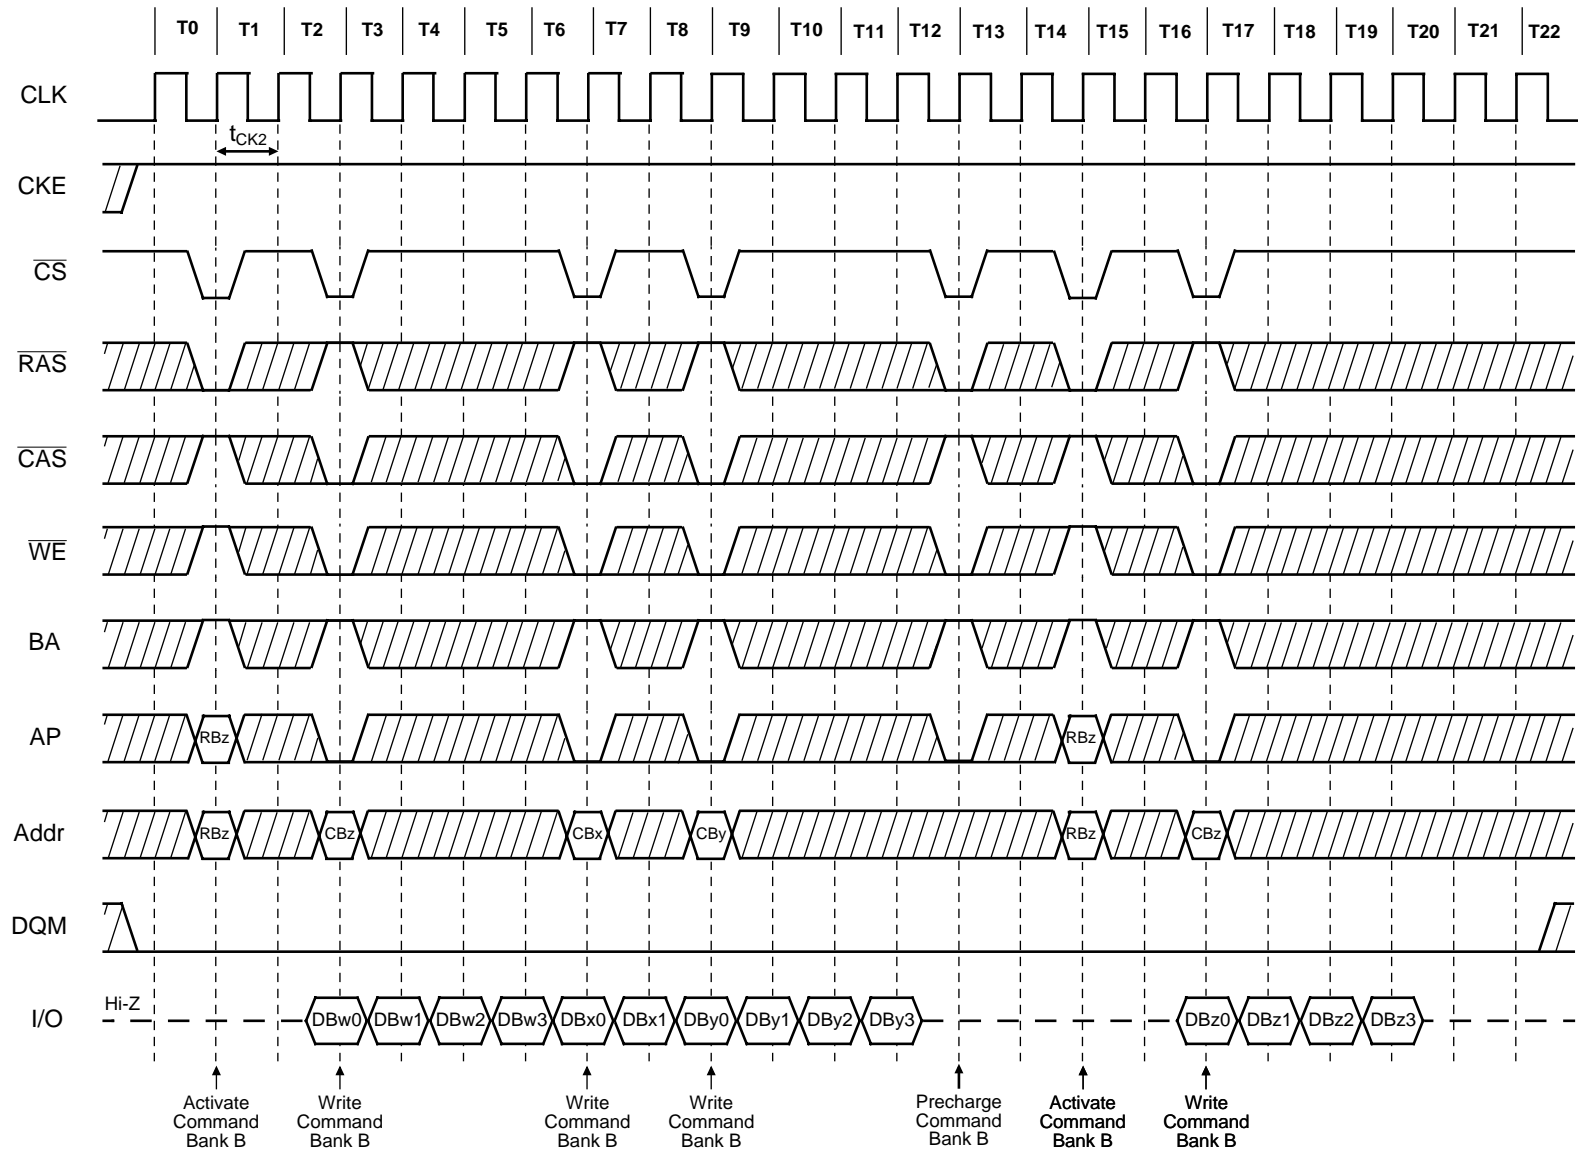 T0 T1 T2 T3 T4 T5 T6 T7 T8 T9 T10 T11 T12 T13 T14 T15 T16 T17 T18 T19 T20 T21 T22
CLK
tCK2
CKE
CS
RAS
CAS
WE
BA
AP RBz RBz
Addr RBz CBz CBx CBy RBz CBz
DQM
Hi-Z
I/O DBw0 DBw1 DBw2 DBw3 DBx0 DBx1 DBy0 DBy1 DBy2 DBy3 DBz0 DBz1 DBz2 DBz3
Activate
Command
Bank B
Write
Command
Bank B
Write
Command
Bank B
Write
Command
Bank B
Precharge
Command
Bank B
Activate
Command
Bank B
Write
Command
Bank B